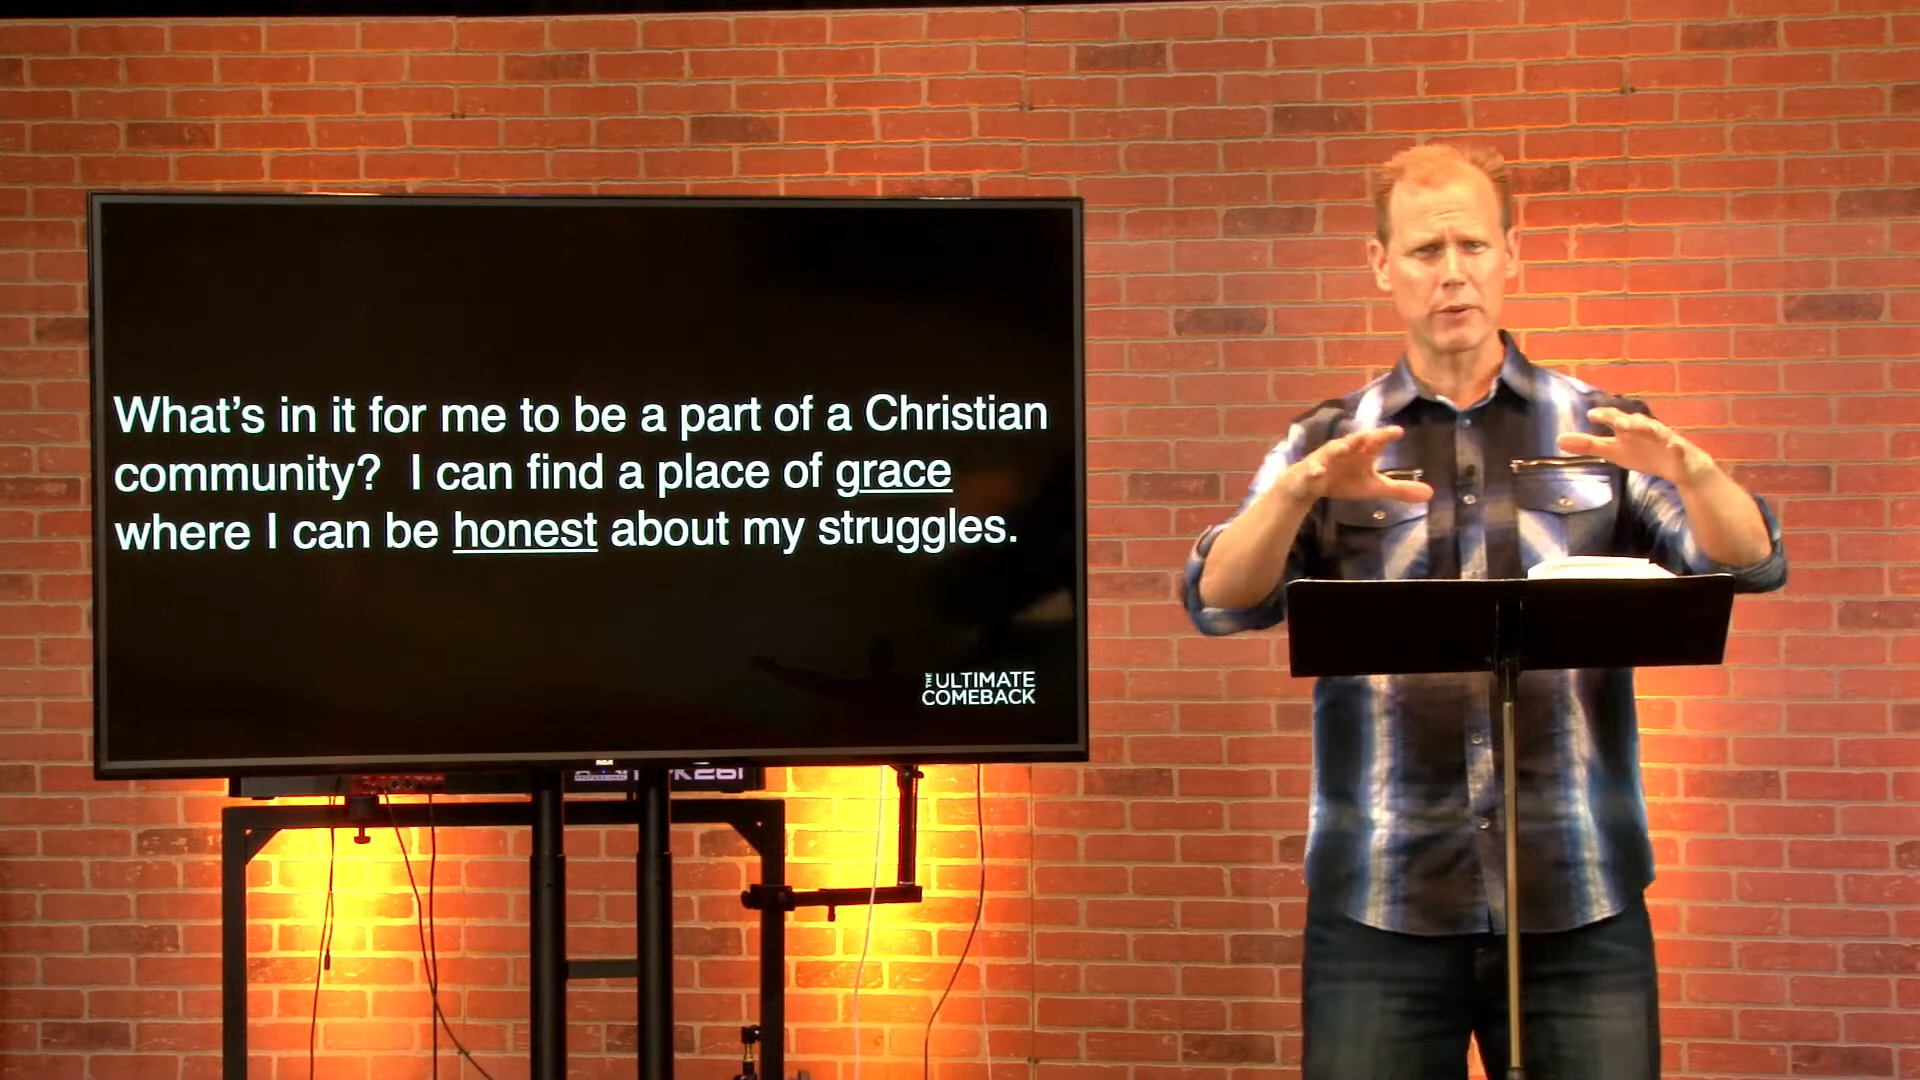 What's in it for me to be a part of a Christian
community?  I can find a place of grace
where I can be honest about my struggles.
THE ULTIMATE
COMEBACK